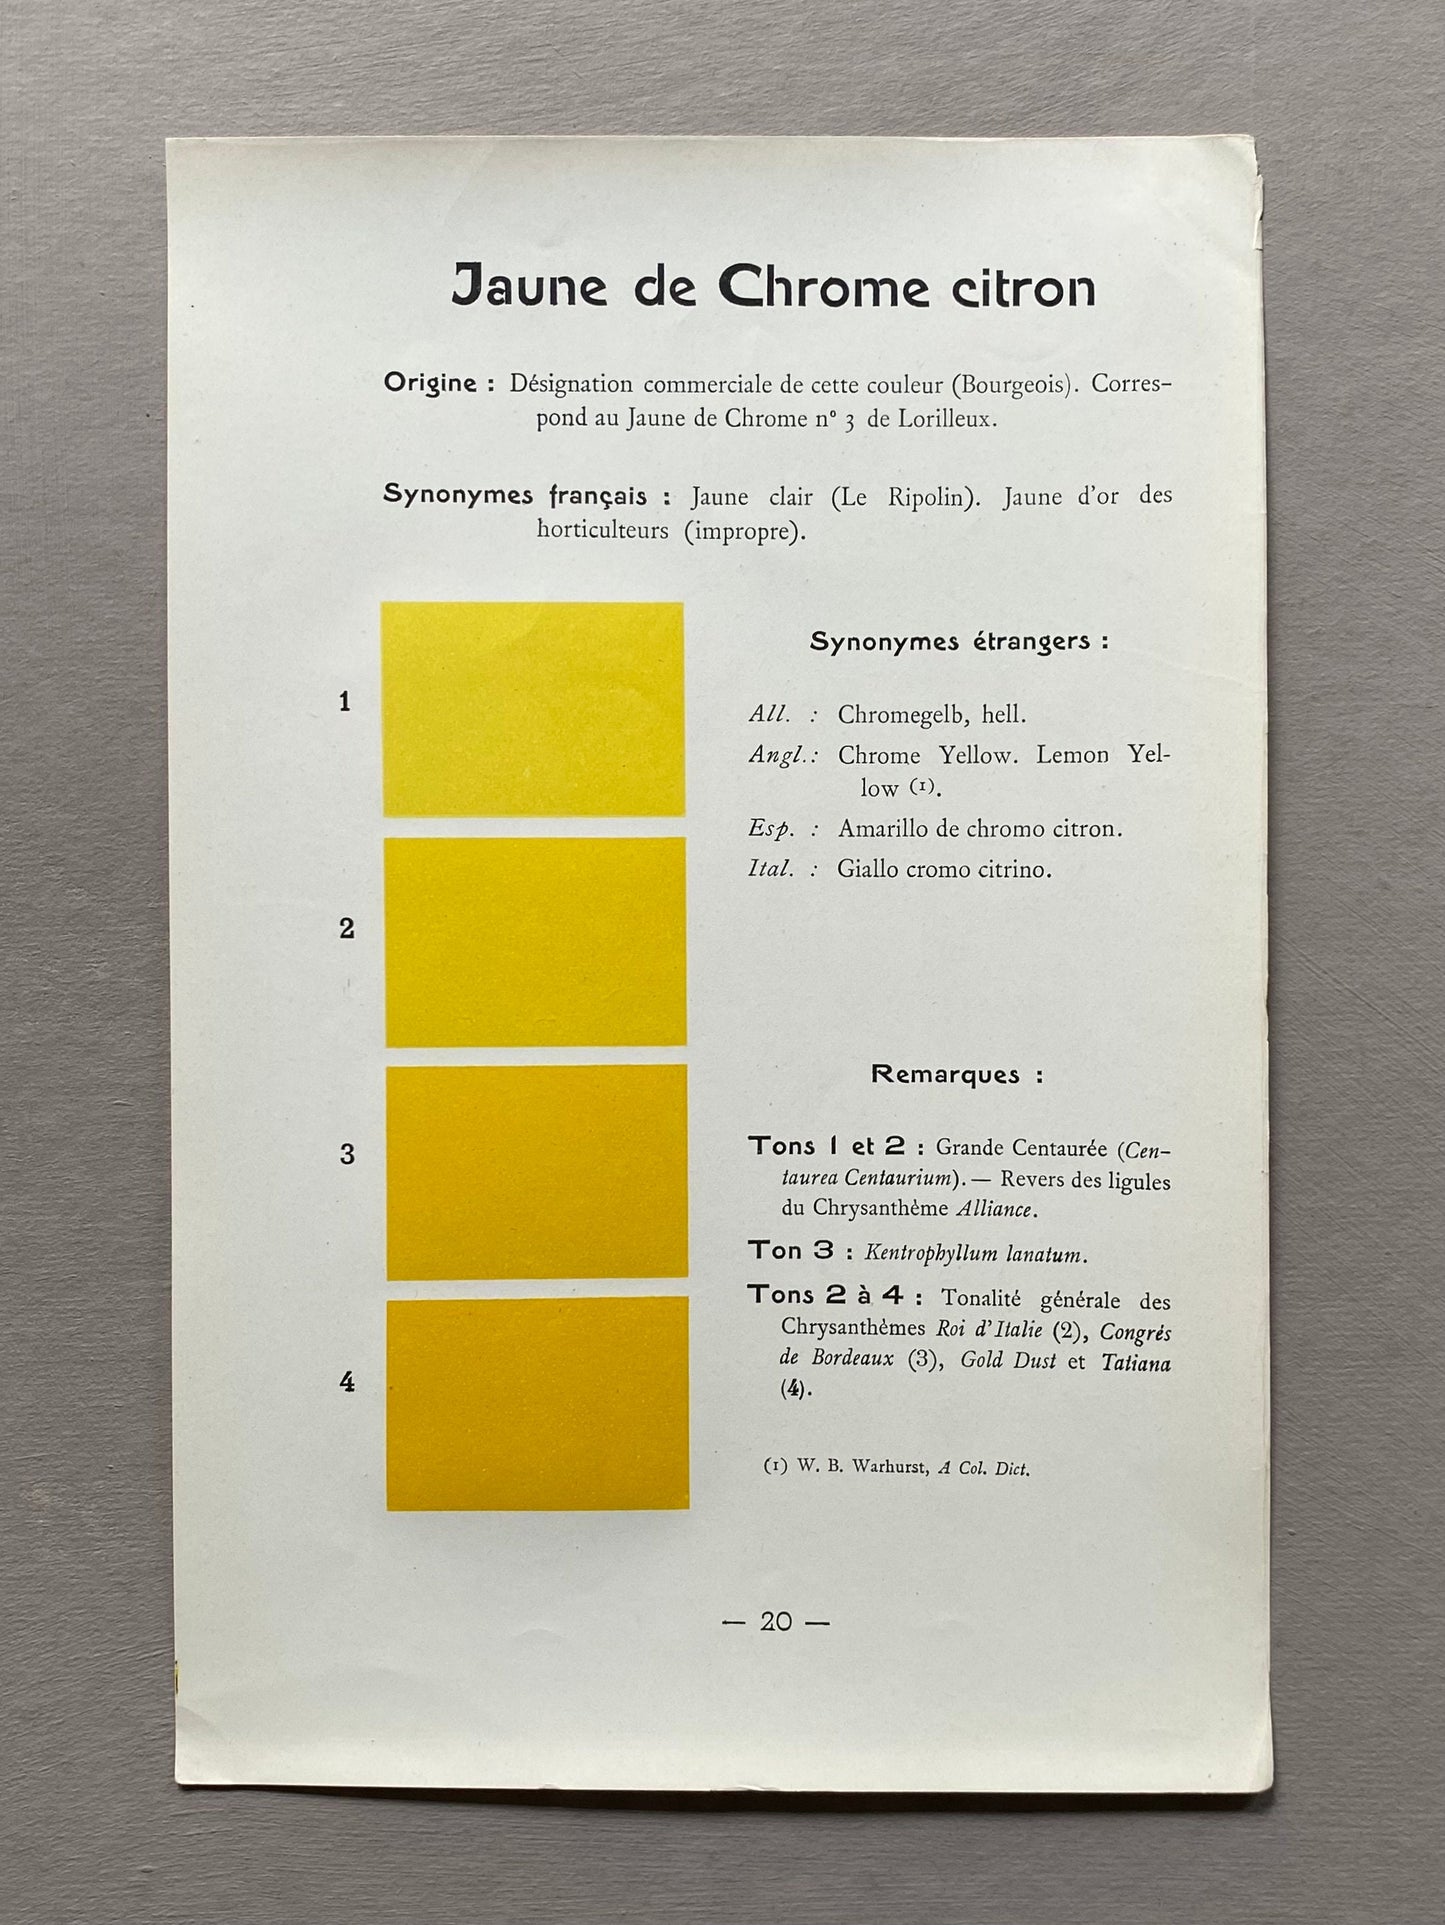 Jaune de Chrome citron
Origine : Désignation commerciale de cette couleur (Bourgeois). Corres-
pond au Jaune de Chrome nº 3 de Lorilleux.
Synonymes français : Jaune clair (Le Ripolin). Jaune d'or des
horticulteurs (impropre).
1
2
3
4
Synonymes étrangers :
All. : Chromegelb, hell.
Angl.: Chrome Yellow. Lemon Yel-
low (1).
Esp. : Amarillo de chromo citron.
Ital. : Giallo cromo citrino.
Remarques :
Tons 1 et 2 : Grande Centaurée (Cen-
taurea Centaurium). — Revers des ligules
du Chrysanthème Alliance.
Ton 3 : Kentrophyllum lanatum.
Tons 2 à 4 : Tonalité générale des
Chrysanthèmes Roi d'Italie (2), Congrés
de Bordeaux (3), Gold Dust et Tatiana
(4).
(1) W. B. Warhurst, A Col. Dict.
— 20 —